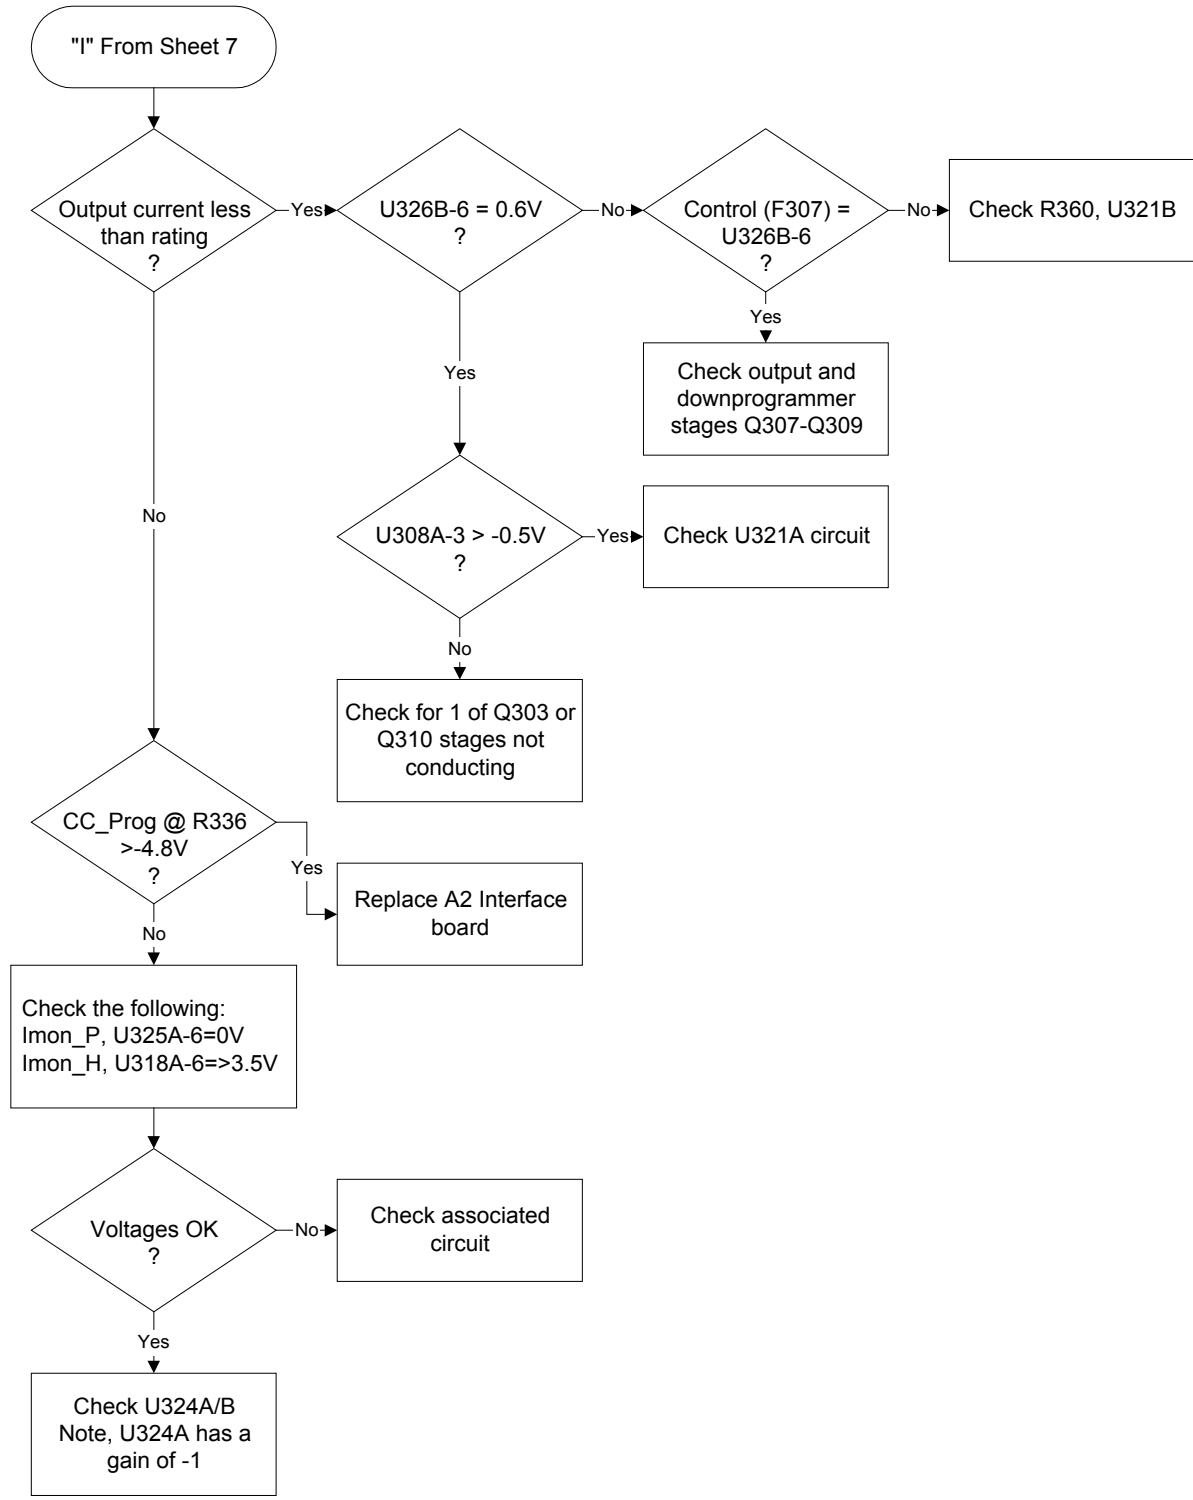 "I" From Sheet 7
Output current less
than rating
?
Yes
U326B-6 = 0.6V
?
No
Control (F307) =
U326B-6
?
No
Check R360, U321B
Yes
Check output and
downprogrammer
stages Q307-Q309
Yes
U308A-3 > -0.5V
?
Yes
Check U321A circuit
No
Check for 1 of Q303 or
Q310 stages not
conducting
No
CC_Prog @ R336
>-4.8V
?
Yes
Replace A2 Interface
board
No
Check the following:
Imon_P, U325A-6=0V
Imon_H, U318A-6=>3.5V
Voltages OK
?
No
Check associated
circuit
Yes
Check U324A/B
Note, U324A has a
gain of -1